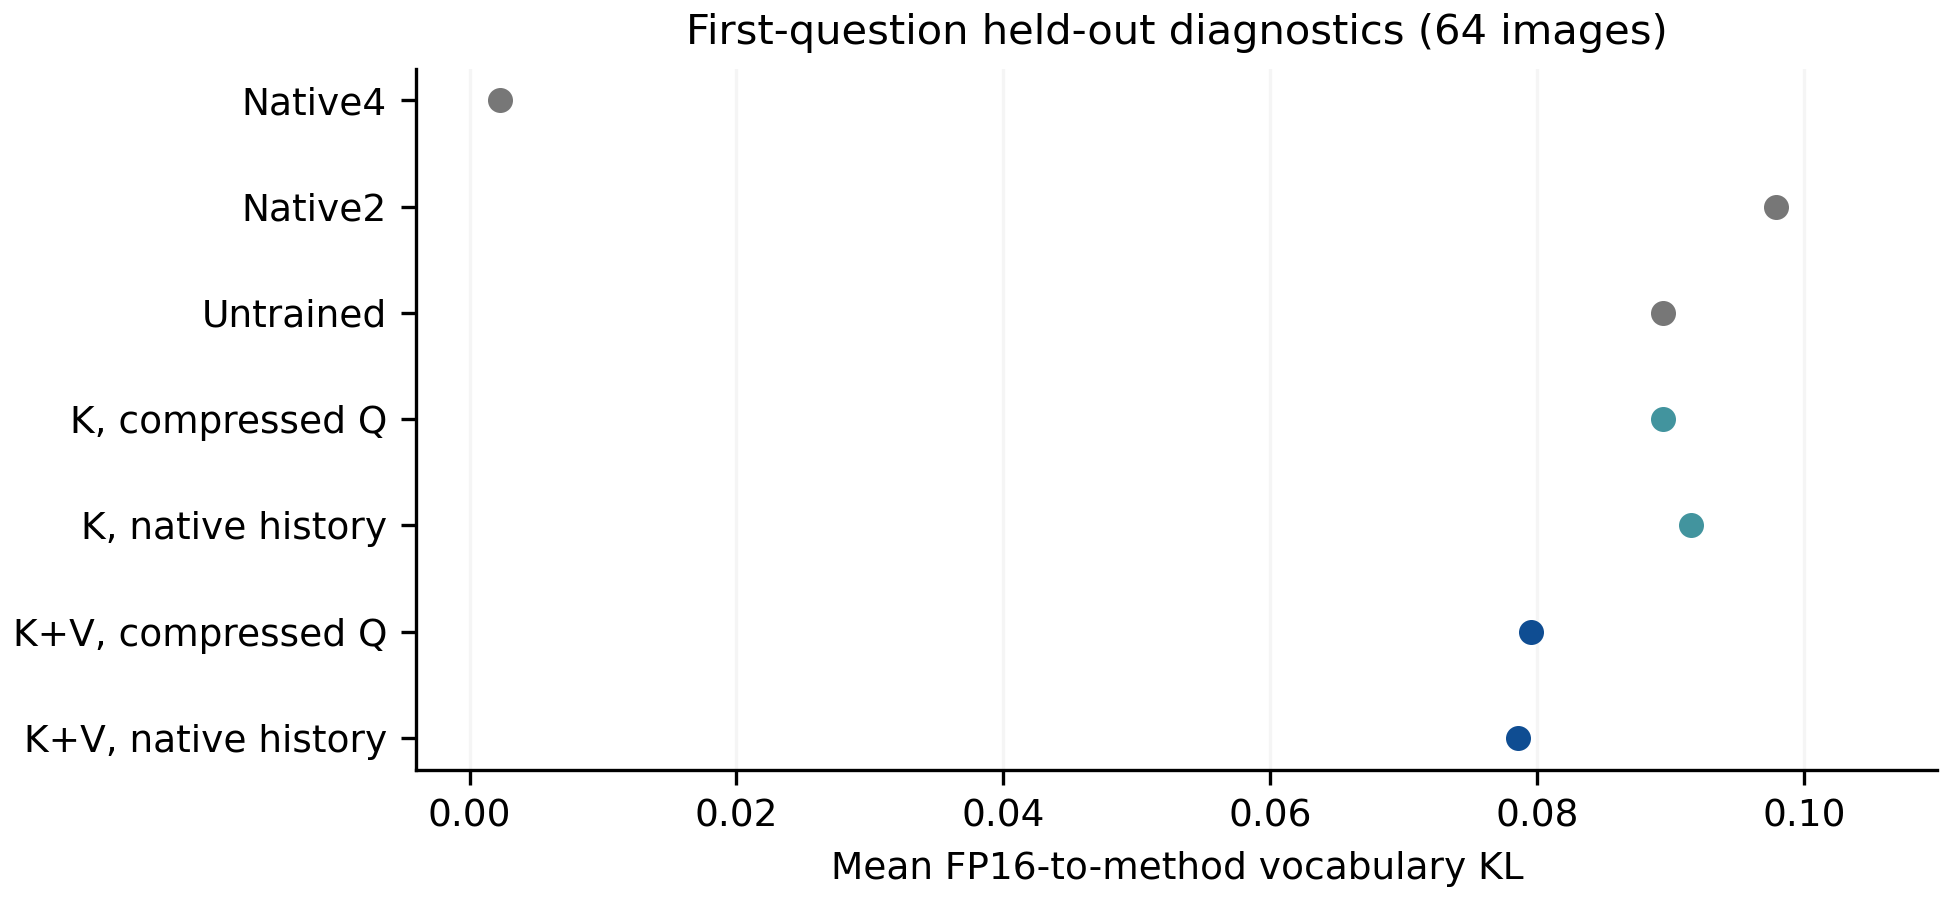 First-question held-out diagnostics (64 images)
Native4
Native2
Untrained
K, compressed Q
K, native history
K+V, compressed Q
K+V, native history
0.00 0.02 0.04 0.06 0.08 0.10
Mean FP16-to-method vocabulary KL